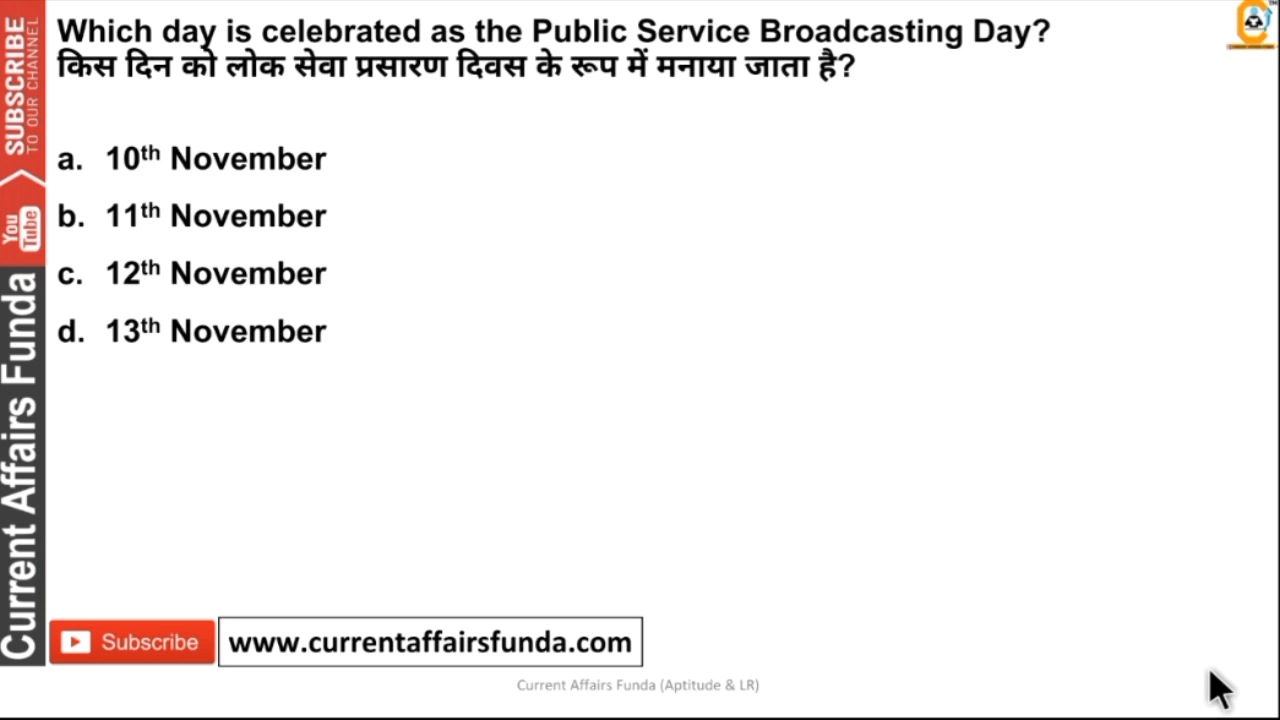 Which day is celebrated as the Public Service Broadcasting Day?
किस दिन को लोक सेवा प्रसारण दिवस के रूप में मनाया जाता है?
a. 10th November
b. 11th November
c. 12th November
d. 13th November
SUBSCRIBE
TO OUR CHANNEL
You Tube
Current Affairs Funda
Subscribe
www.currentaffairsfunda.com
Current Affairs Funda (Aptitude & LR)